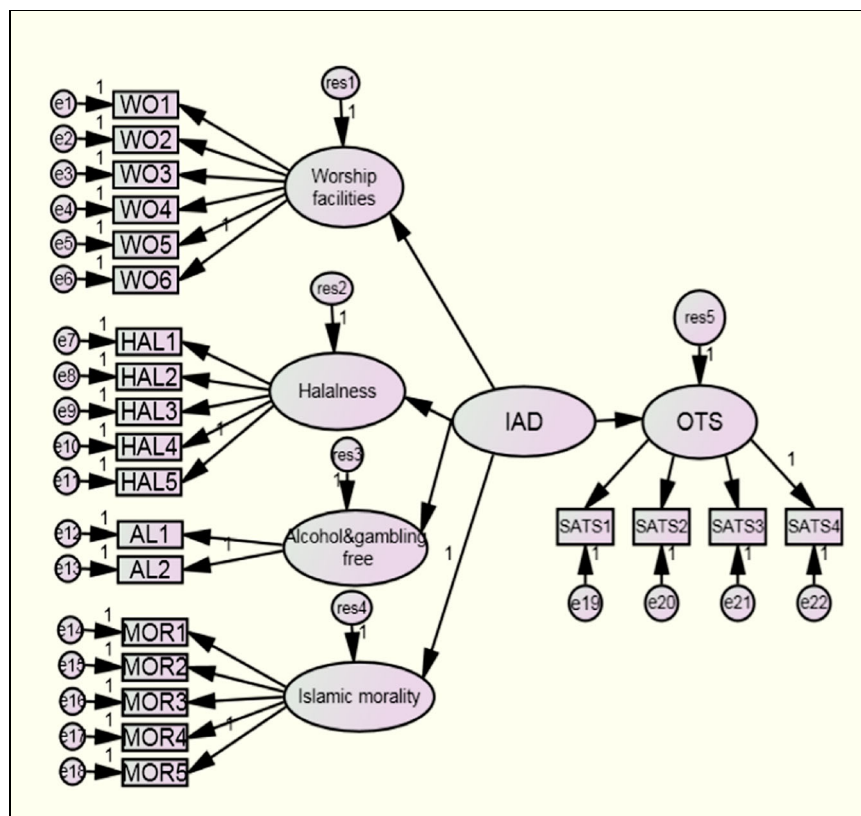 res1
1
e1 1 WO1
e2 1 WO2
e3 1 WO3
e4 1 WO4
e5 1 WO5
e6 1 WO6
1
Worship
facilities
res2
1
e7 1 HAL1
e8 1 HAL2
e9 1 HAL3
e10 1 HAL4
e11 1 HAL5
1
Halalness
res3
1
e12 1 AL1
e13 1 AL2
1
Alcohol&gambling
free
res4
1
e14 1 MOR1
e15 1 MOR2
e16 1 MOR3
e17 1 MOR4
e18 1 MOR5
1
Islamic morality
1
IAD
res5
1
OTS
1
SATS1 SATS2 SATS3 SATS4
1 1 1 1
e19 e20 e21 e22